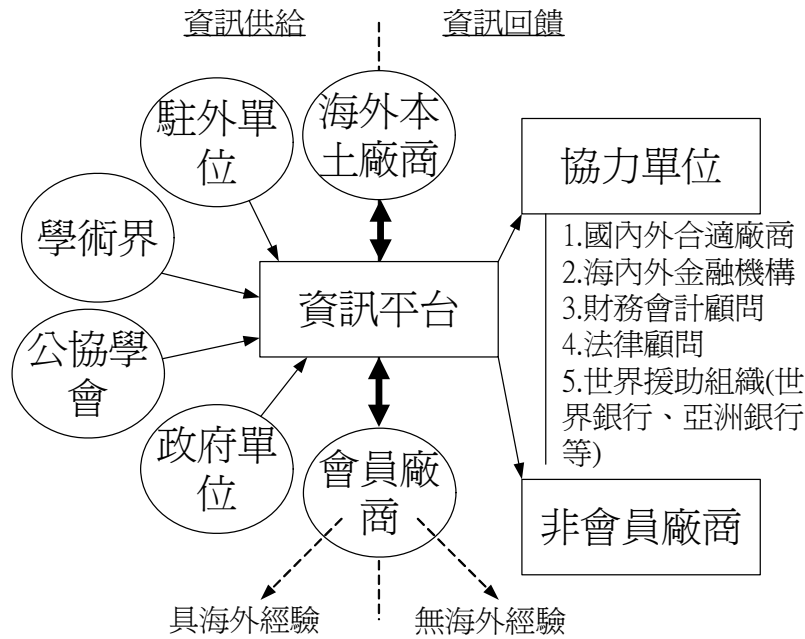 資訊供給
資訊回饋
駐外單
位
海外本
土廠商
協力單位
學術界
1.國內外合適廠商
2.海內外金融機構
3.財務會計顧問
4.法律顧問
5.世界援助組織(世
界銀行、亞洲銀行
等)
資訊平台
公協學
會
政府單
位
會員廠
商
非會員廠商
具海外經驗
無海外經驗